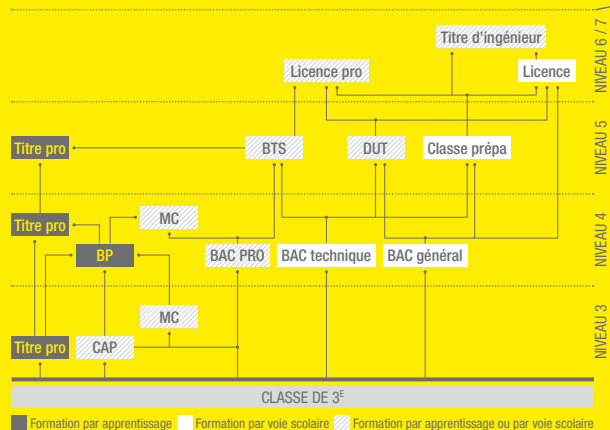 Titre d'ingénieur
Licence pro
Licence
NIVEAU 6 / 7
Titre pro
BTS
DUT
Classe prépa
NIVEAU 5
Titre pro
MC
BP
BAC PRO
BAC technique
BAC général
NIVEAU 4
MC
Titre pro
CAP
NIVEAU 3
CLASSE DE 3E
Formation par apprentissage
Formation par voie scolaire
Formation par apprentissage ou par voie scolaire